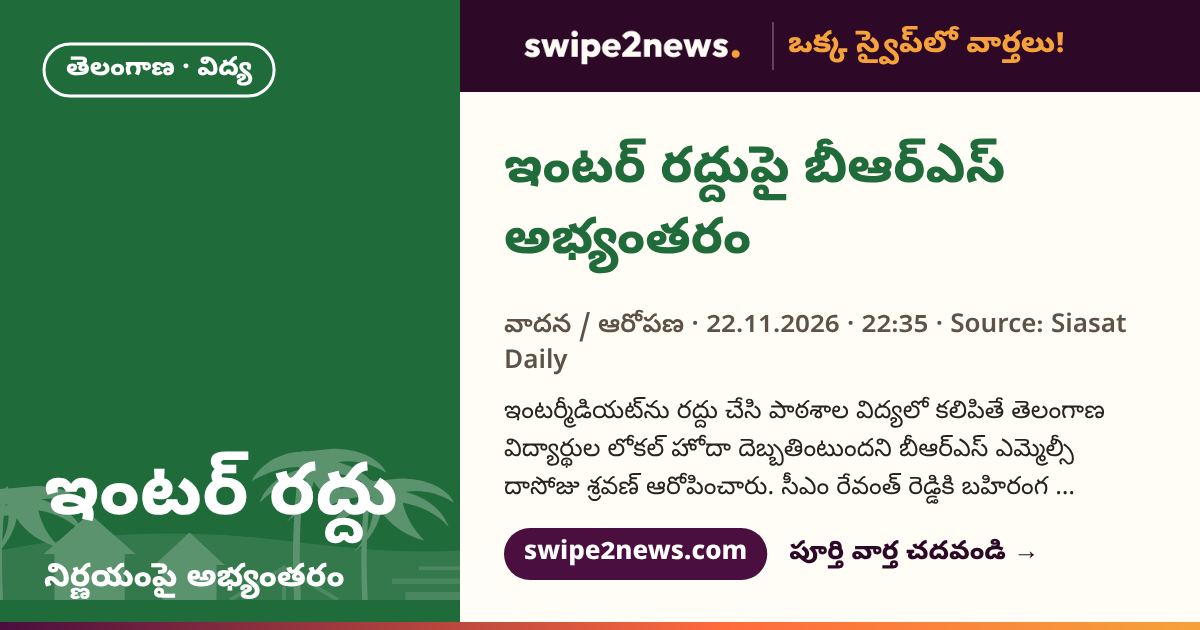 తెలంగాణ · విద్య
ఇంటర్ రద్దు
నిర్ణయంపై అభ్యంతరం
swipe2news.
ఒక్క స్వైప్‌లో వార్తలు!
ఇంటర్ రద్దుపై బీఆర్ఎస్
అభ్యంతరం
వాదన / ఆరోపణ · 22.11.2026 · 22:35 · Source: Siasat
Daily
ఇంటర్మీడియట్‌ను రద్దు చేసి పాఠశాల విద్యలో కలిపితే తెలంగాణ
విద్యార్థుల లోకల్ హోదా దెబ్బతింటుందని బీఆర్ఎస్ ఎమ్మెల్సీ
దాసోజు శ్రవణ్ ఆరోపించారు. సీఎం రేవంత్ రెడ్డికి బహిరంగ ...
swipe2news.com
పూర్తి వార్త చదవండి →